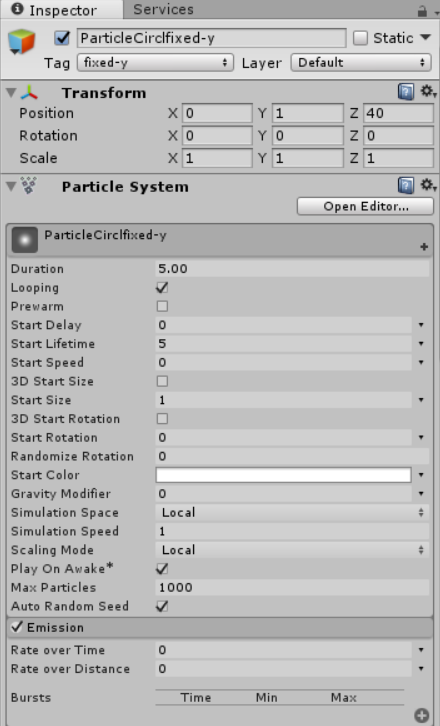 Inspector Services
ParticleCirclfixed-y Static
Tag fixed-y Layer Default
Transform
Position X 0 Y 1 Z 40
Rotation X 0 Y 0 Z 0
Scale X 1 Y 1 Z 1
Particle System
Open Editor...
ParticleCirclfixed-y
Duration 5.00
Looping
Prewarm
Start Delay 0
Start Lifetime 5
Start Speed 0
3D Start Size
Start Size 1
3D Start Rotation
Start Rotation 0
Randomize Rotation 0
Start Color
Gravity Modifier 0
Simulation Space Local
Simulation Speed 1
Scaling Mode Local
Play On Awake*
Max Particles 1000
Auto Random Seed
Emission
Rate over Time 0
Rate over Distance 0
Bursts Time Min Max